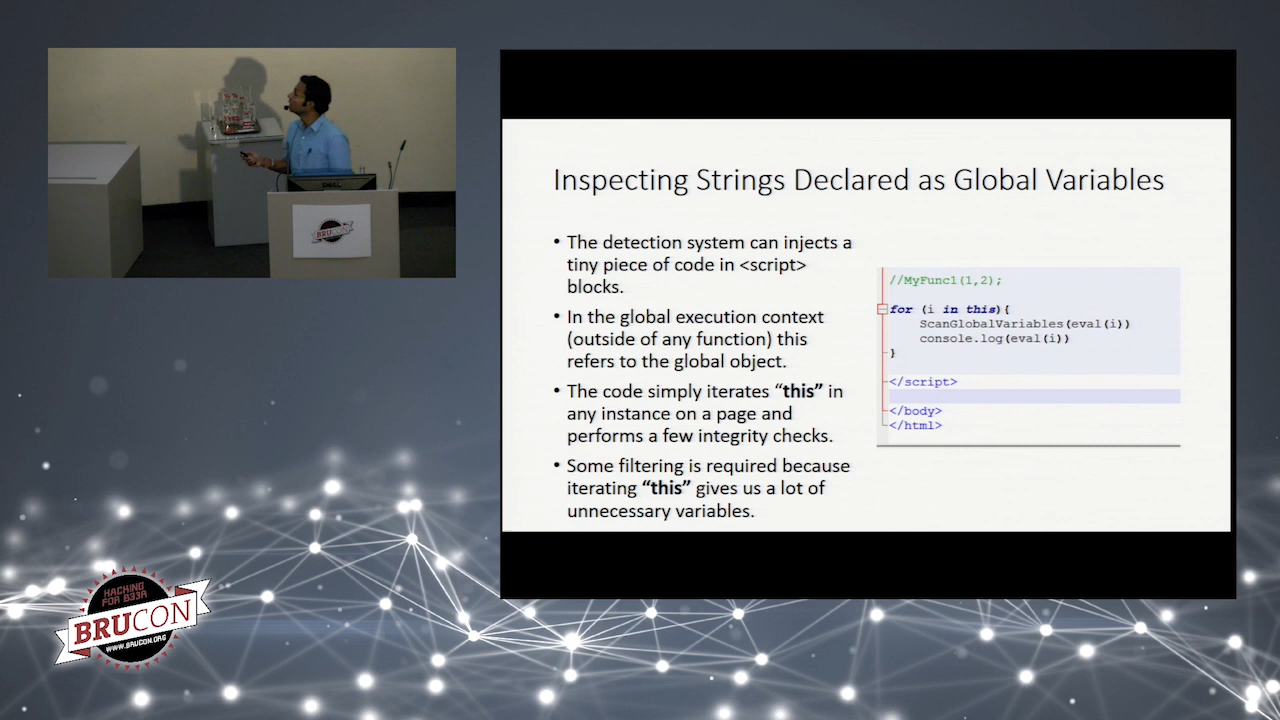 DELL
BRUCON
Inspecting Strings Declared as Global Variables
• The detection system can injects a
tiny piece of code in <script>
blocks.
• In the global execution context
(outside of any function) this
refers to the global object.
• The code simply iterates “this” in
any instance on a page and
performs a few integrity checks.
• Some filtering is required because
iterating “this” gives us a lot of
unnecessary variables.
//MyFunc1(1,2);
for (i in this){
ScanGlobalVariables(eval(i))
console.log(eval(i))
}
</script>
</body>
</html>
HACKING
FOR B33R
BRUCON
WWW.BRUCON.ORG